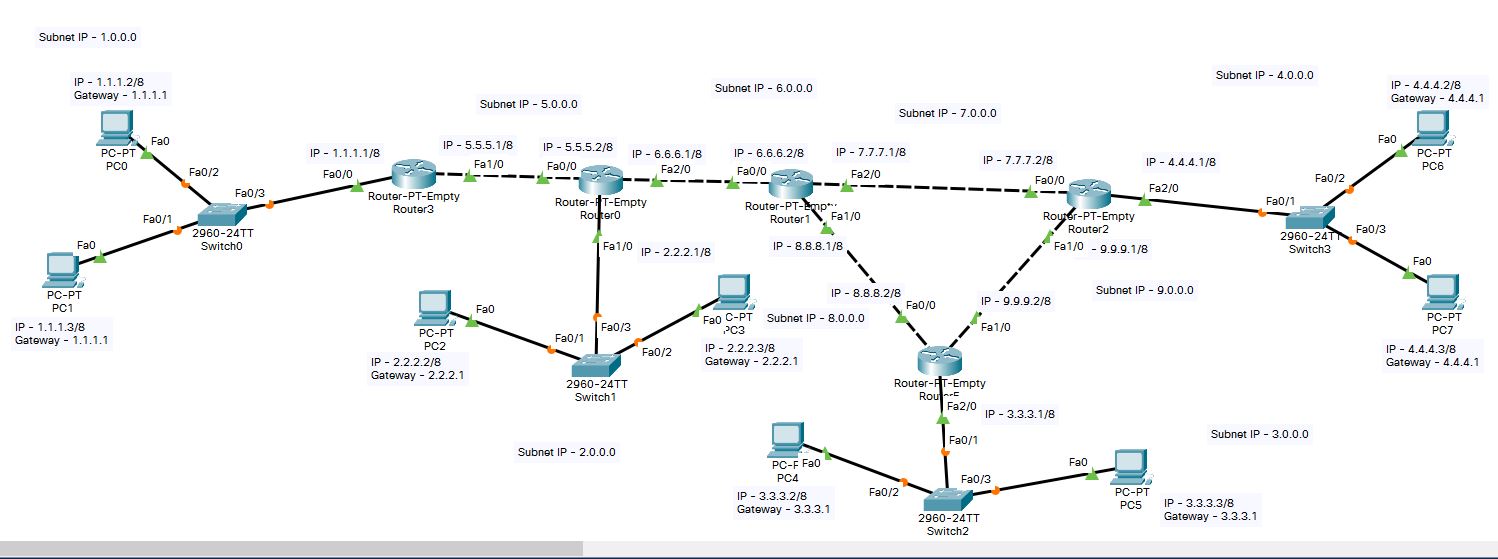 Subnet IP - 1.0.0.0
IP - 1.1.1.2/8
Gateway - 1.1.1.1
PC-PT
PC0
Fa0
Fa0/2
Fa0/3
Fa0/1
Fa0
PC-PT
PC1
IP - 1.1.1.3/8
Gateway - 1.1.1.1
2960-24TT
Switch0
IP - 1.1.1.1/8
Fa0/0
Router-PT-Empty
Router3
Subnet IP - 5.0.0.0
IP - 5.5.5.1/8
Fa1/0
IP - 5.5.5.2/8
Fa0/0
Router-PT-Empty
Router0
Fa2/0
IP - 6.6.6.1/8
Subnet IP - 6.0.0.0
IP - 6.6.6.2/8
Fa0/0
Router-PT-Empty
Router1
Fa2/0
IP - 7.7.7.1/8
Subnet IP - 7.0.0.0
IP - 7.7.7.2/8
Fa0/0
Router-PT-Empty
Router2
Fa2/0
IP - 4.4.4.1/8
Subnet IP - 4.0.0.0
IP - 4.4.4.2/8
Gateway - 4.4.4.1
Fa0
PC-PT
PC6
Fa0/2
Fa0/1
2960-24TT
Switch3
Fa0/3
Fa0
PC-PT
PC7
IP - 4.4.4.3/8
Gateway - 4.4.4.1
Fa1/0
IP - 2.2.2.1/8
PC-PT
PC2
Fa0
IP - 2.2.2.2/8
Gateway - 2.2.2.1
Fa0/1
Fa0/3
Fa0/2
2960-24TT
Switch1
Fa0
IP - 2.2.2.3/8
Gateway - 2.2.2.1
Subnet IP - 2.0.0.0
Fa1/0
IP - 8.8.8.1/8
IP - 8.8.8.2/8
Fa0/0
Subnet IP - 8.0.0.0
Fa1/0
- 9.9.9.1/8
Subnet IP - 9.0.0.0
IP - 9.9.9.2/8
Fa1/0
Router-PT-Empty
Fa2/0
IP - 3.3.3.1/8
Fa0/1
Fa0
PC4
IP - 3.3.3.2/8
Gateway - 3.3.3.1
Fa0/2
Fa0/3
2960-24TT
Switch2
Fa0
PC-PT
PC5
IP - 3.3.3.3/8
Gateway - 3.3.3.1
Subnet IP - 3.0.0.0